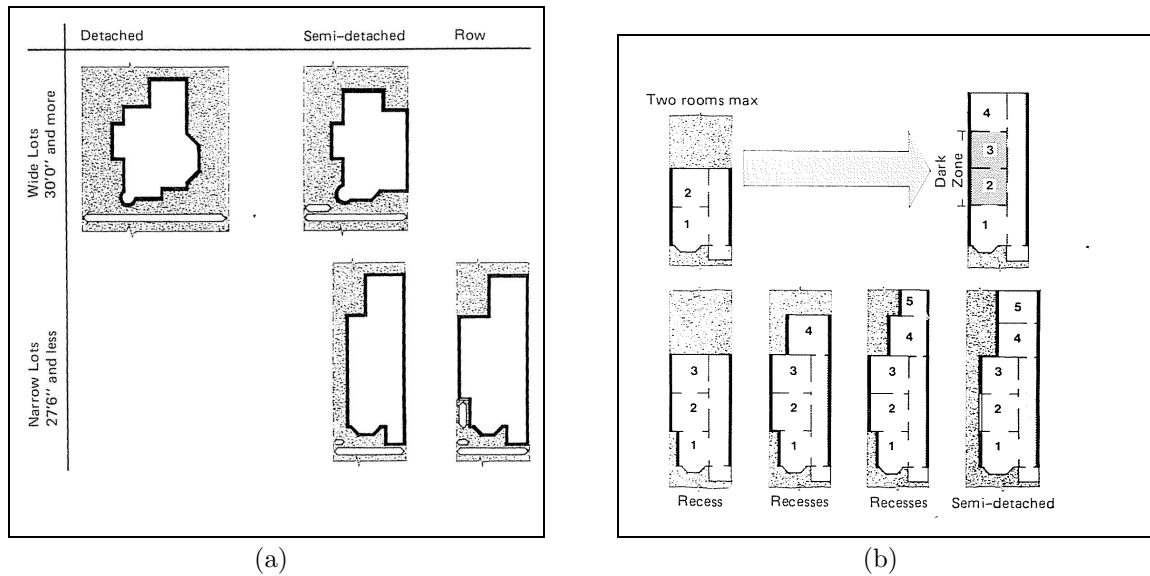 Detached Semi-detached Row
Wide Lots
30'0" and more
Narrow Lots
27'6" and less
(a)
Two rooms max
2
1
4
3
2
1
Dark
Zone
3
2
1
Recess
4
3
2
1
Recesses
5
4
3
2
1
Recesses
5
4
3
2
1
Semi-detached
(b)